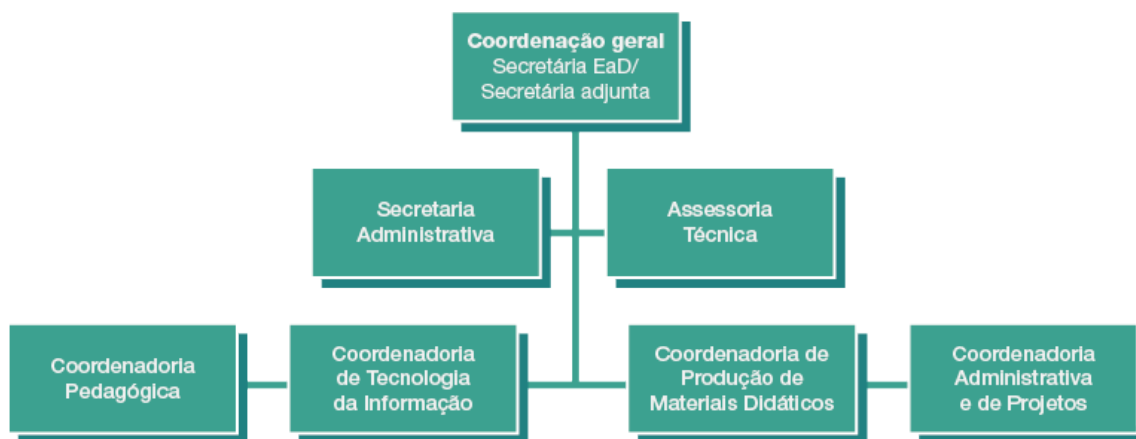 Coordenação geral
Secretária EaD/
Secretária adjunta
Secretaria
Administrativa
Assessoria
Técnica
Coordenadoria
Pedagógica
Coordenadoria
de Tecnologia
da Informação
Coordenadoria de
Produção de
Materiais Didáticos
Coordenadoria
Administrativa
e de Projetos